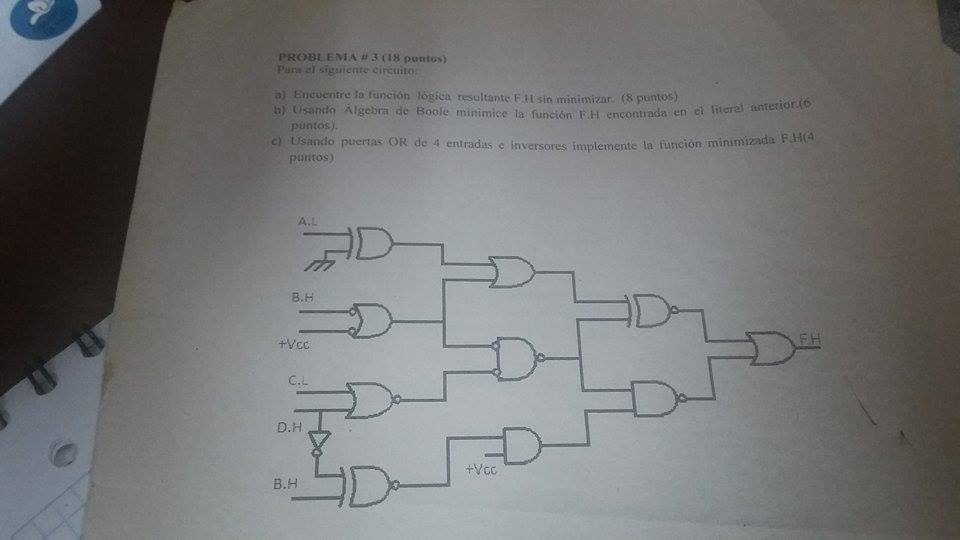 PROBLEMA # 3 (18 puntos)
Para el siguiente circuito:
a) Encuentre la función lógica resultante F.H sin minimizar. (8 puntos)
b) Usando Álgebra de Boole minimice la función F.H encontrada en el literal anterior.(6
puntos).
c) Usando puertas OR de 4 entradas e inversores implemente la función minimizada F.H(4
puntos)
A.L
B.H
+Vcc
C.L
D.H
B.H
+Vcc
F.H